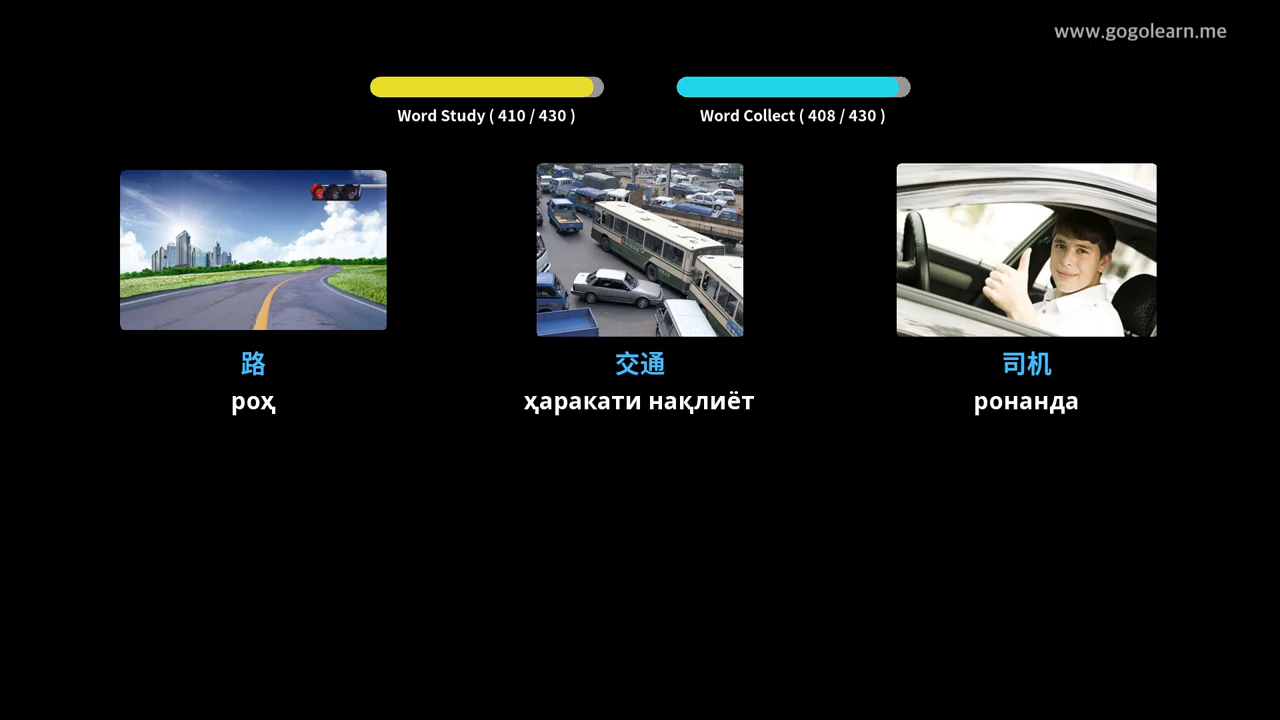 www.gogolearn.me
Word Study ( 410 / 430 )
Word Collect ( 408 / 430 )
路
交通
司机
роҳ
ҳаракати нақлиёт
ронанда